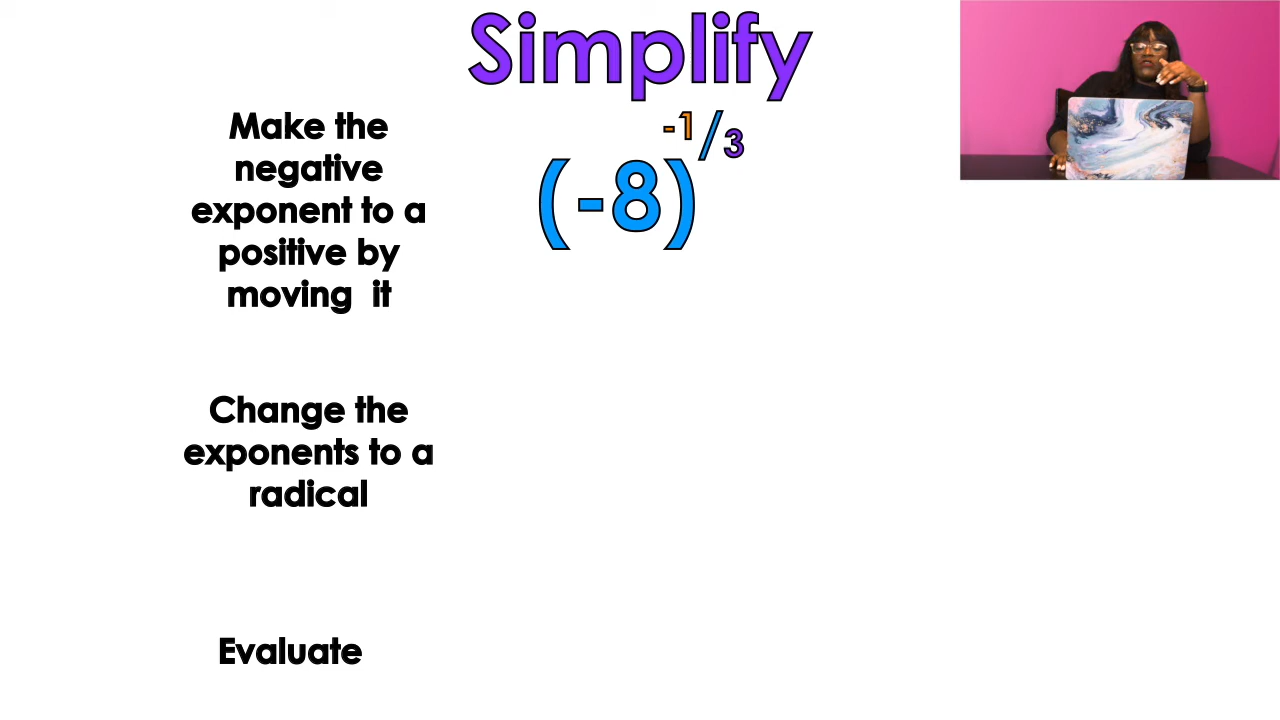 Simplify
Make the
negative
exponent to a
positive by
moving it
(-8)^-1/3
Change the
exponents to a
radical
Evaluate